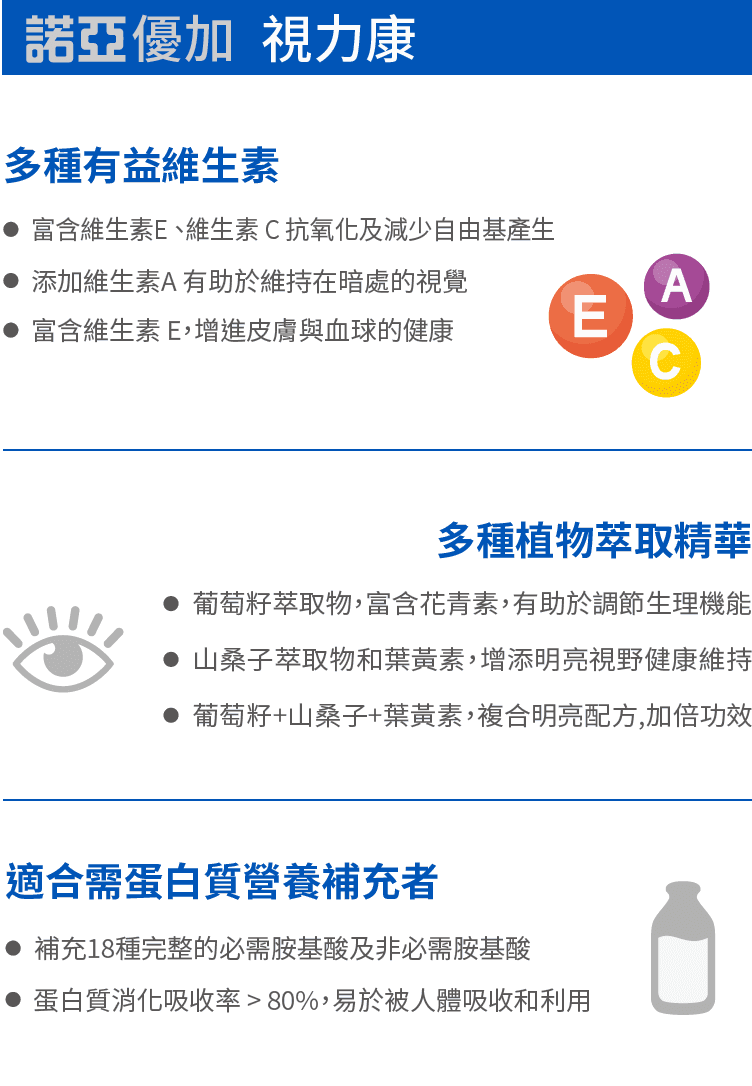 諾亞優加 視力康
多種有益維生素
● 富含維生素E、維生素 C 抗氧化及減少自由基產生
● 添加維生素A 有助於維持在暗處的視覺
● 富含維生素 E，增進皮膚與血球的健康
E
A
C
多種植物萃取精華
● 葡萄籽萃取物，富含花青素，有助於調節生理機能
● 山桑子萃取物和葉黃素，增添明亮視野健康維持
● 葡萄籽+山桑子+葉黃素，複合明亮配方,加倍功效
適合需蛋白質營養補充者
● 補充18種完整的必需胺基酸及非必需胺基酸
● 蛋白質消化吸收率 > 80%，易於被人體吸收和利用